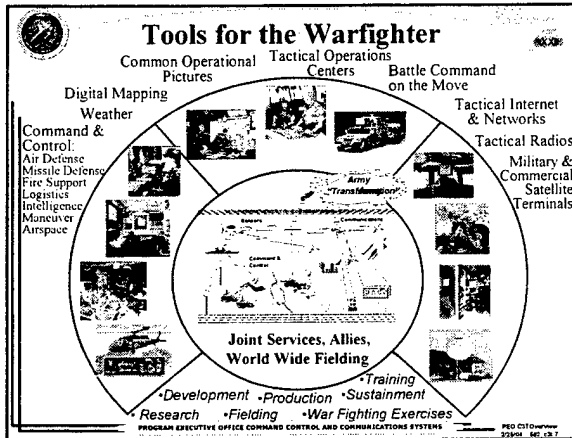 Tools for the Warfighter
Common Operational
Pictures
Tactical Operations
Centers
Battle Command
on the Move
Digital Mapping
Weather
Tactical Internet
& Networks
Tactical Radios
Military &
Commercial
Satellite
Terminals
Command &
Control:
Air Defense
Missile Defense
Fire Support
Logistics
Intelligence
Maneuver
Airspace
Army
"Transformation"
Sensors
Communications
Command &
Control
Joint Services, Allies,
World Wide Fielding
•Training
•Development •Production •Sustainment
•Research •Fielding •War Fighting Exercises
PROGRAM EXECUTIVE OFFICE COMMAND CONTROL AND COMMUNICATIONS SYSTEMS